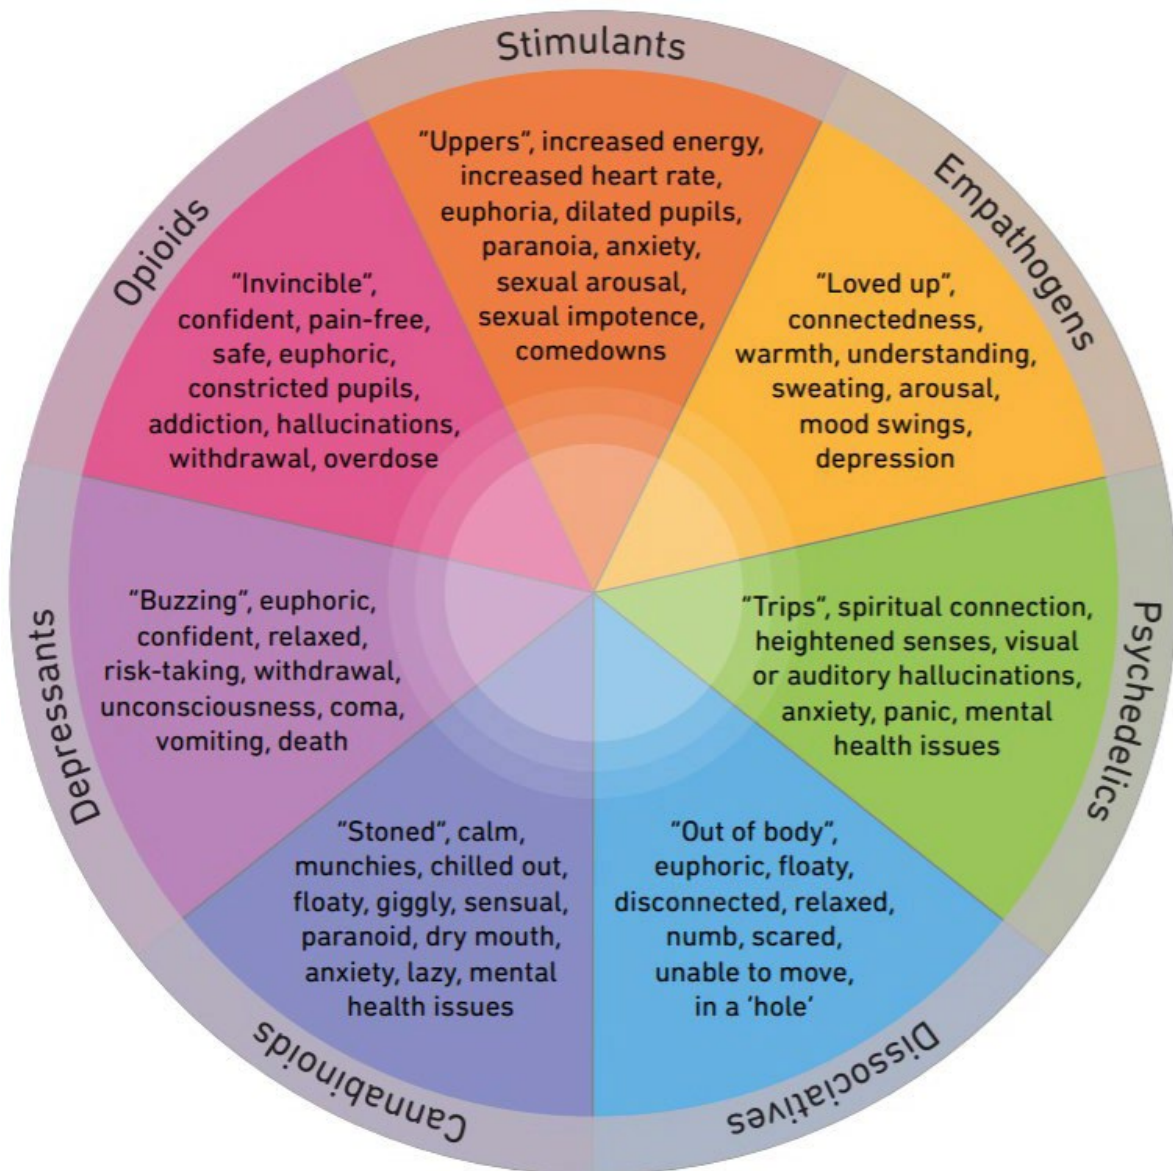 Stimulants
“Uppers”, increased energy,
increased heart rate,
euphoria, dilated pupils,
paranoia, anxiety,
sexual arousal,
sexual impotence,
comedowns
Empathogens
“Loved up”,
connectedness,
warmth, understanding,
sweating, arousal,
mood swings,
depression
Psychedelics
“Trips”, spiritual connection,
heightened senses, visual
or auditory hallucinations,
anxiety, panic, mental
health issues
Dissociatives
“Out of body”,
euphoric, floaty,
disconnected, relaxed,
numb, scared,
unable to move,
in a ‘hole’
Cannabinoids
“Stoned”, calm,
munchies, chilled out,
floaty, giggly, sensual,
paranoid, dry mouth,
anxiety, lazy, mental
health issues
Depressants
“Buzzing”, euphoric,
confident, relaxed,
risk-taking, withdrawal,
unconsciousness, coma,
vomiting, death
Opioids
“Invincible”,
confident, pain-free,
safe, euphoric,
constricted pupils,
addiction, hallucinations,
withdrawal, overdose